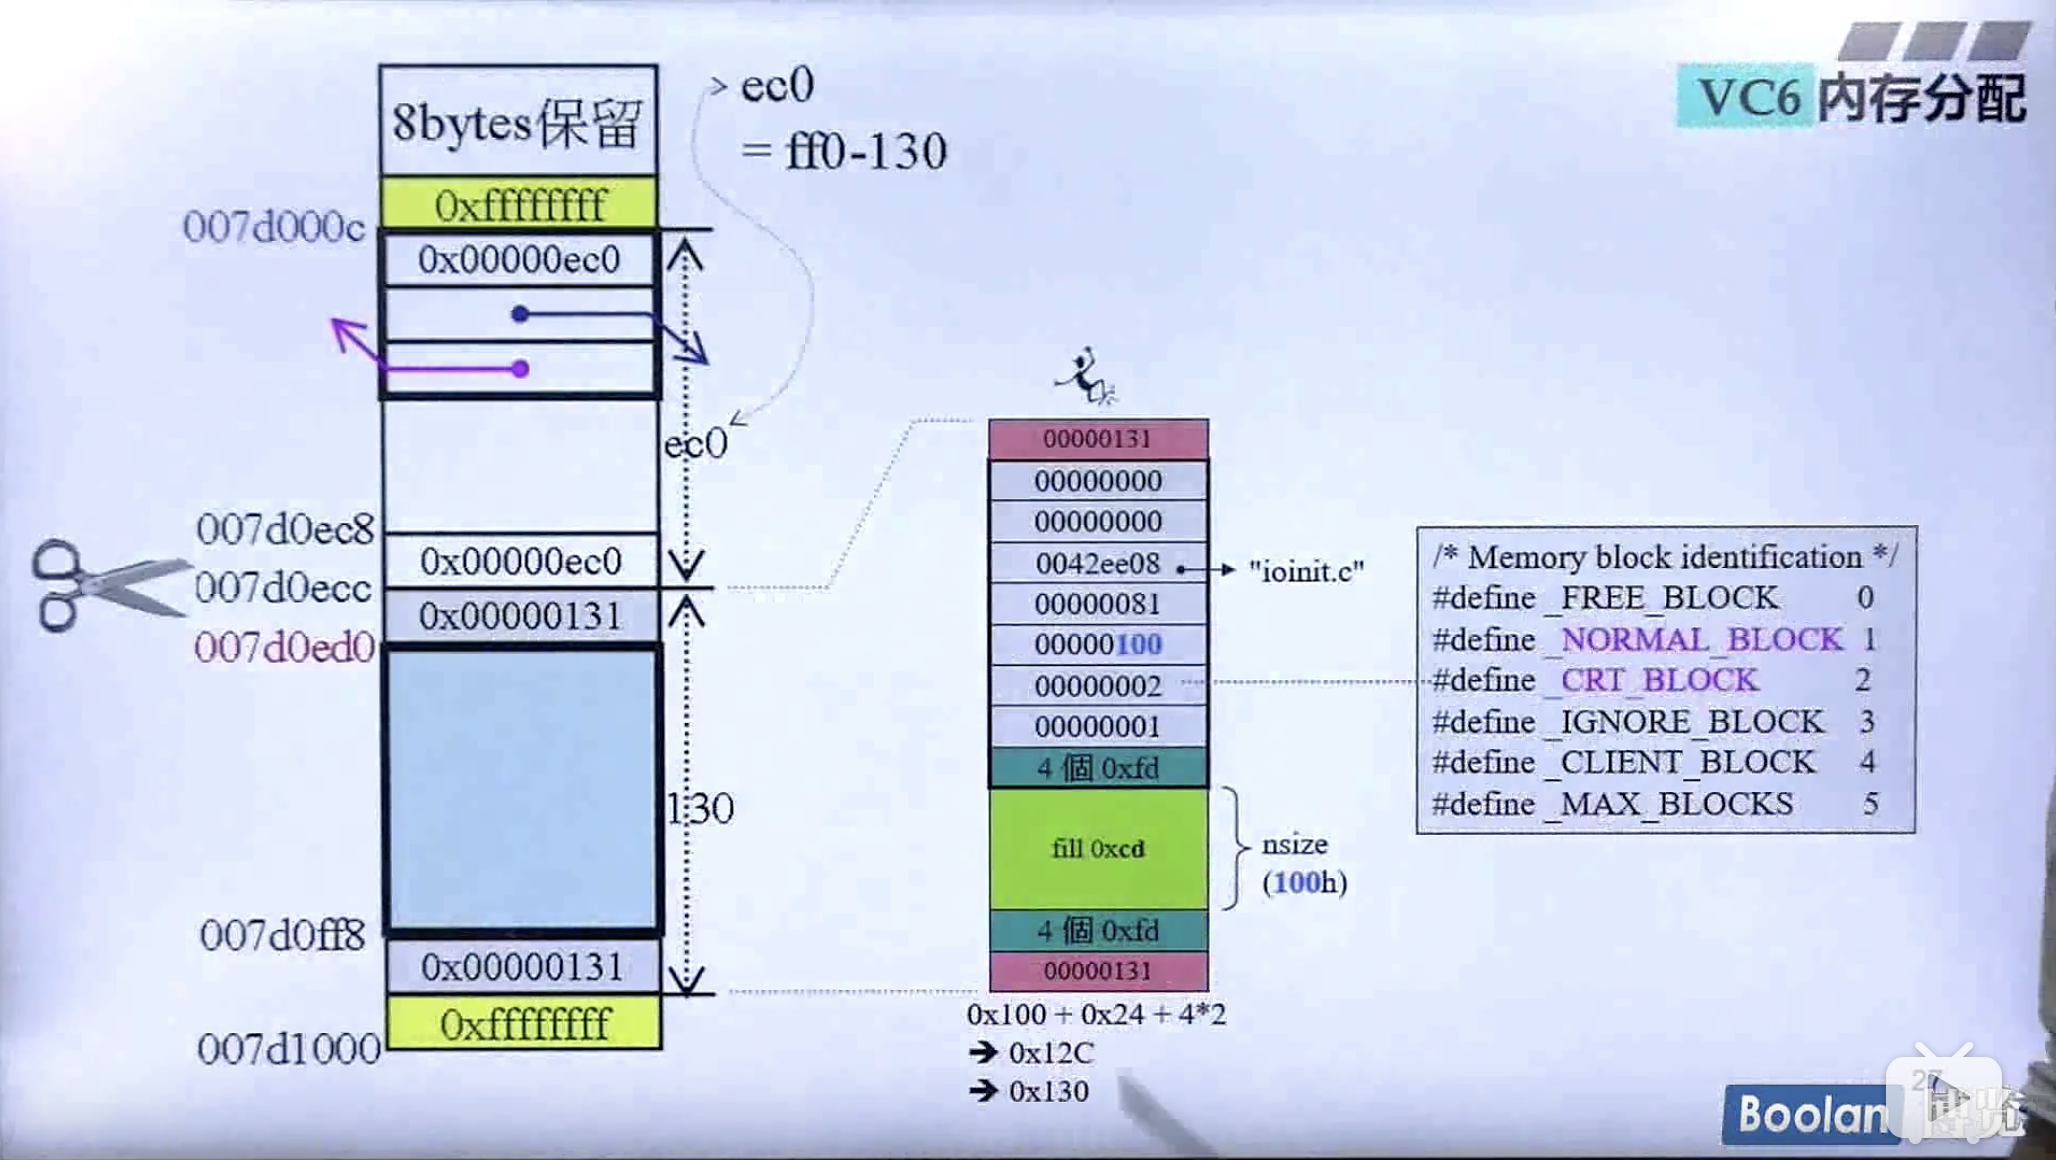 VC6内存分配
8bytes保留
0xffffffff
007d000c
0x00000ec0
ec0
= ff0-130
ec0
007d0ec8
0x00000ec0
007d0ecc
0x00000131
007d0ed0
130
007d0ff8
0x00000131
0xffffffff
007d1000
00000131
00000000
00000000
0042ee08 "ioinit.c"
00000081
00000100
00000002
00000001
4 個 0xfd
fill 0xcd
nsize
(100h)
4 個 0xfd
00000131
0x100 + 0x24 + 4*2
➔ 0x12C
➔ 0x130
/* Memory block identification */
#define _FREE_BLOCK 0
#define _NORMAL_BLOCK 1
#define _CRT_BLOCK 2
#define _IGNORE_BLOCK 3
#define _CLIENT_BLOCK 4
#define _MAX_BLOCKS 5
27
Boolan